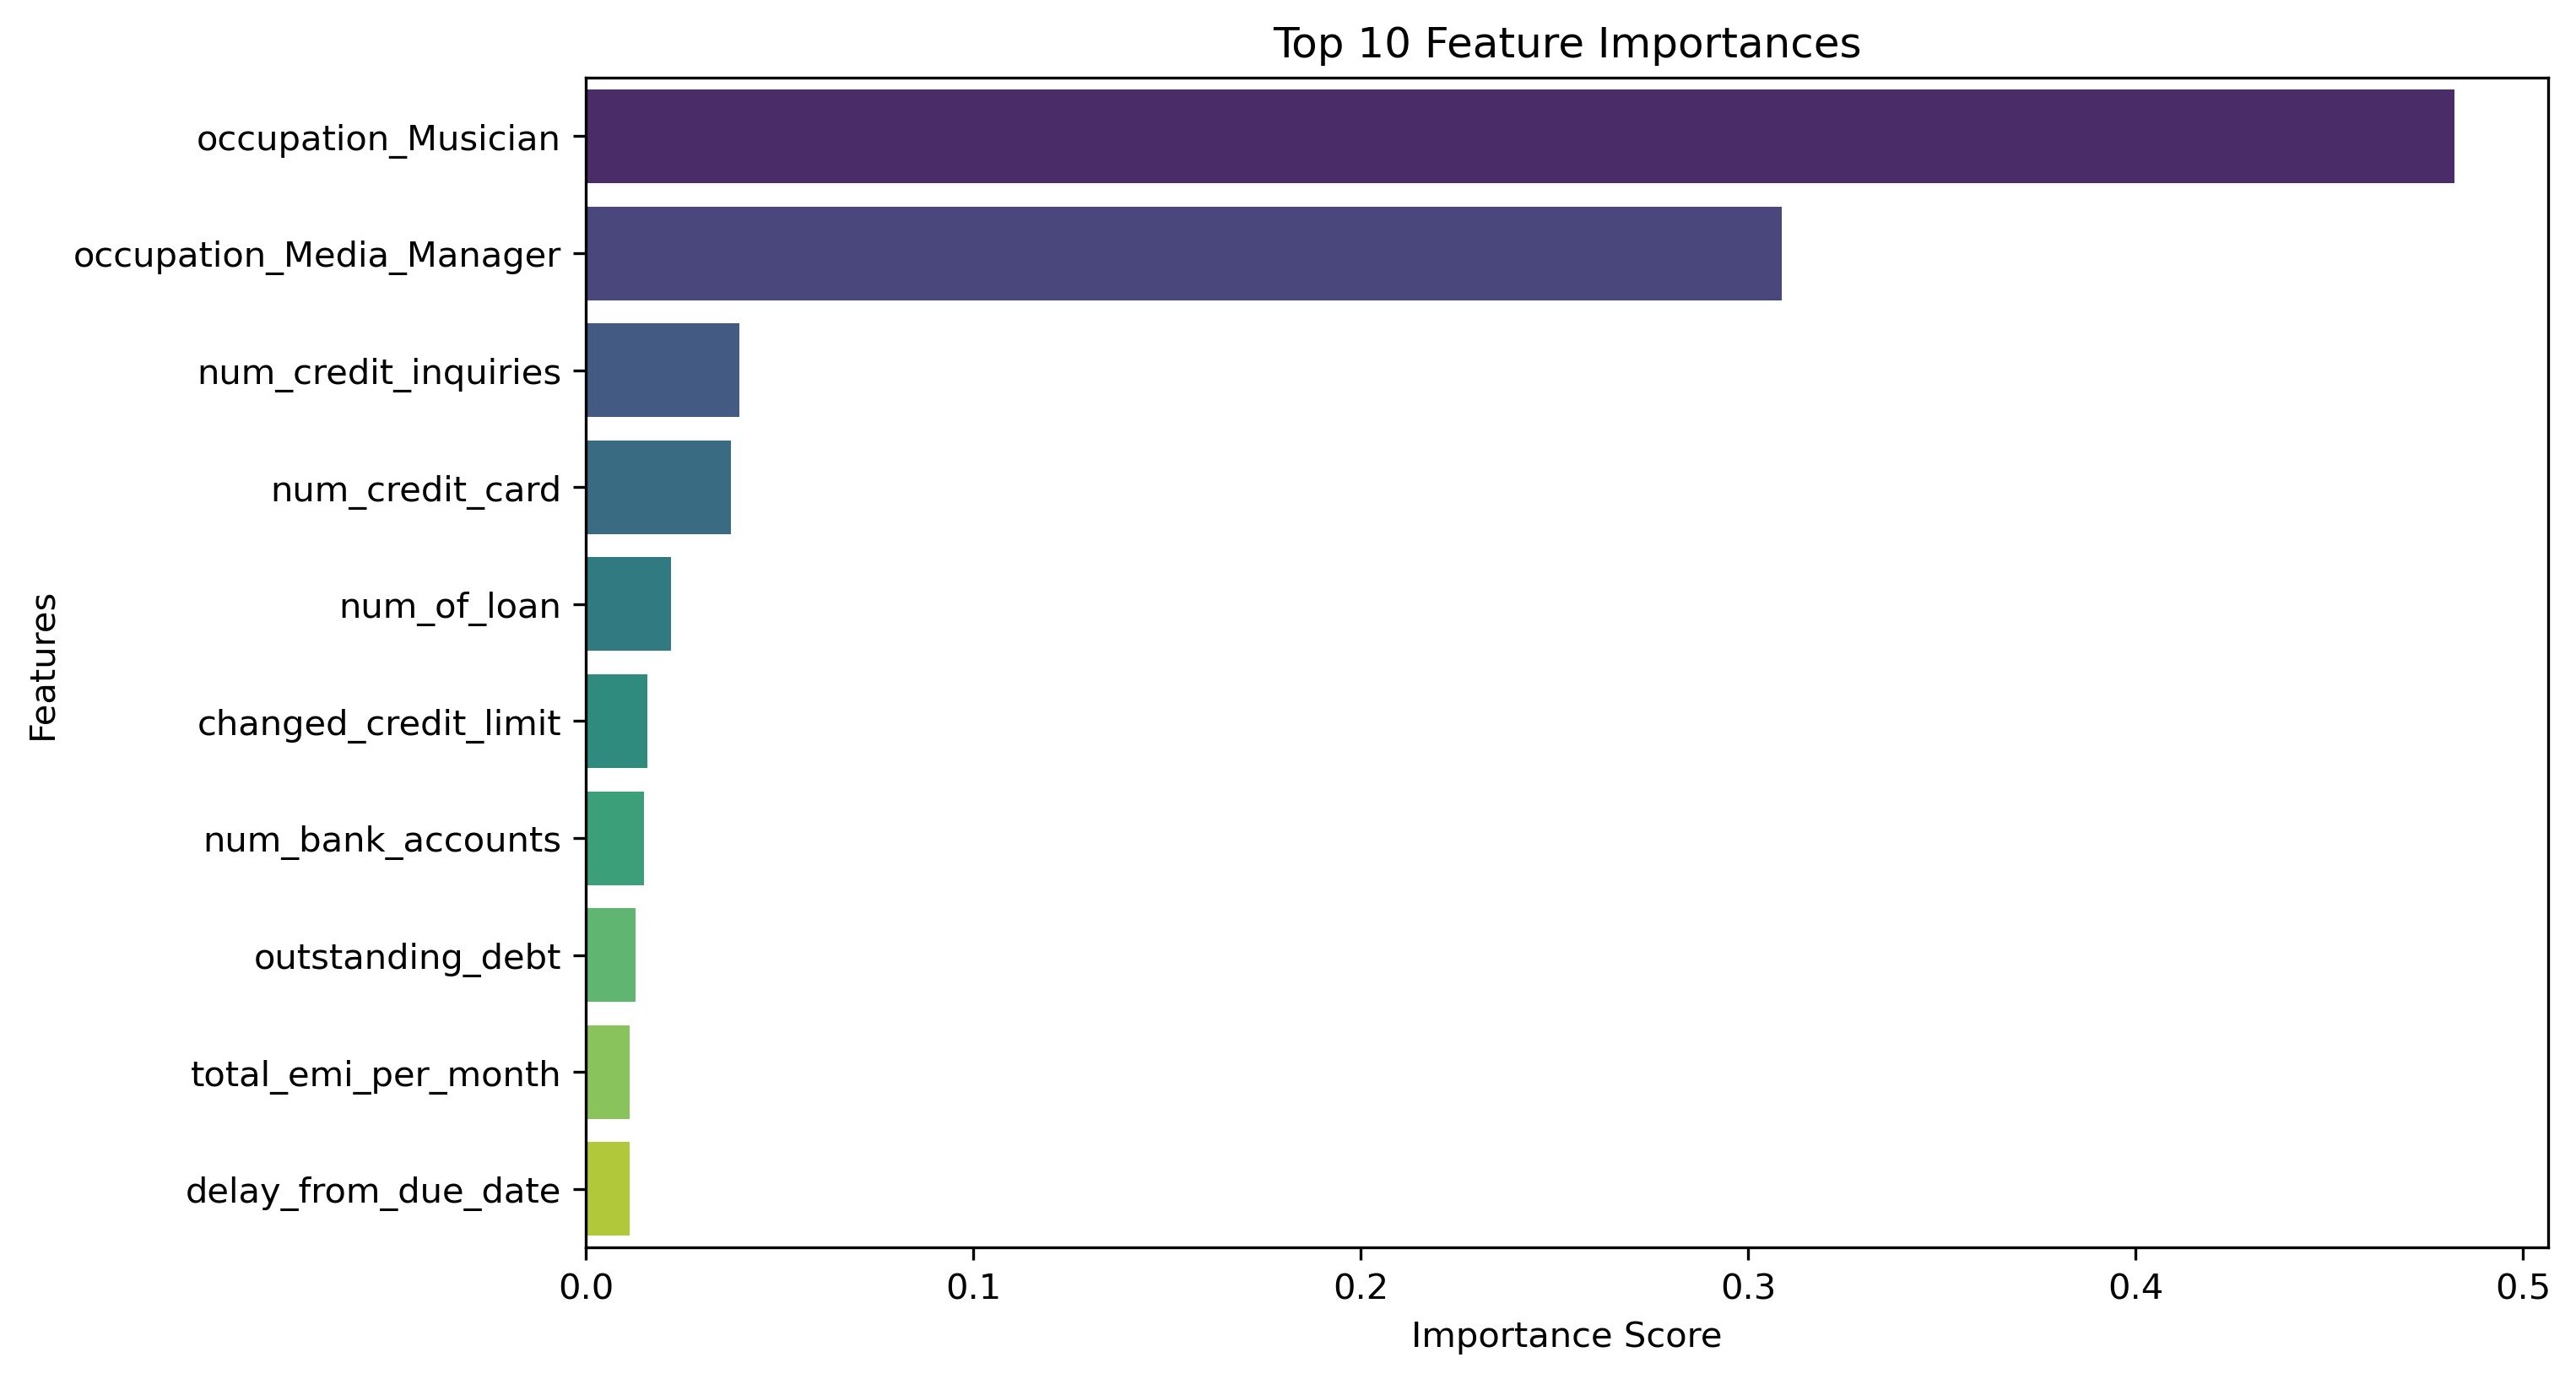 Top 10 Feature Importances
occupation_Musician
occupation_Media_Manager
num_credit_inquiries
num_credit_card
num_of_loan
changed_credit_limit
num_bank_accounts
outstanding_debt
total_emi_per_month
delay_from_due_date
Features
0.0 0.1 0.2 0.3 0.4 0.5
Importance Score